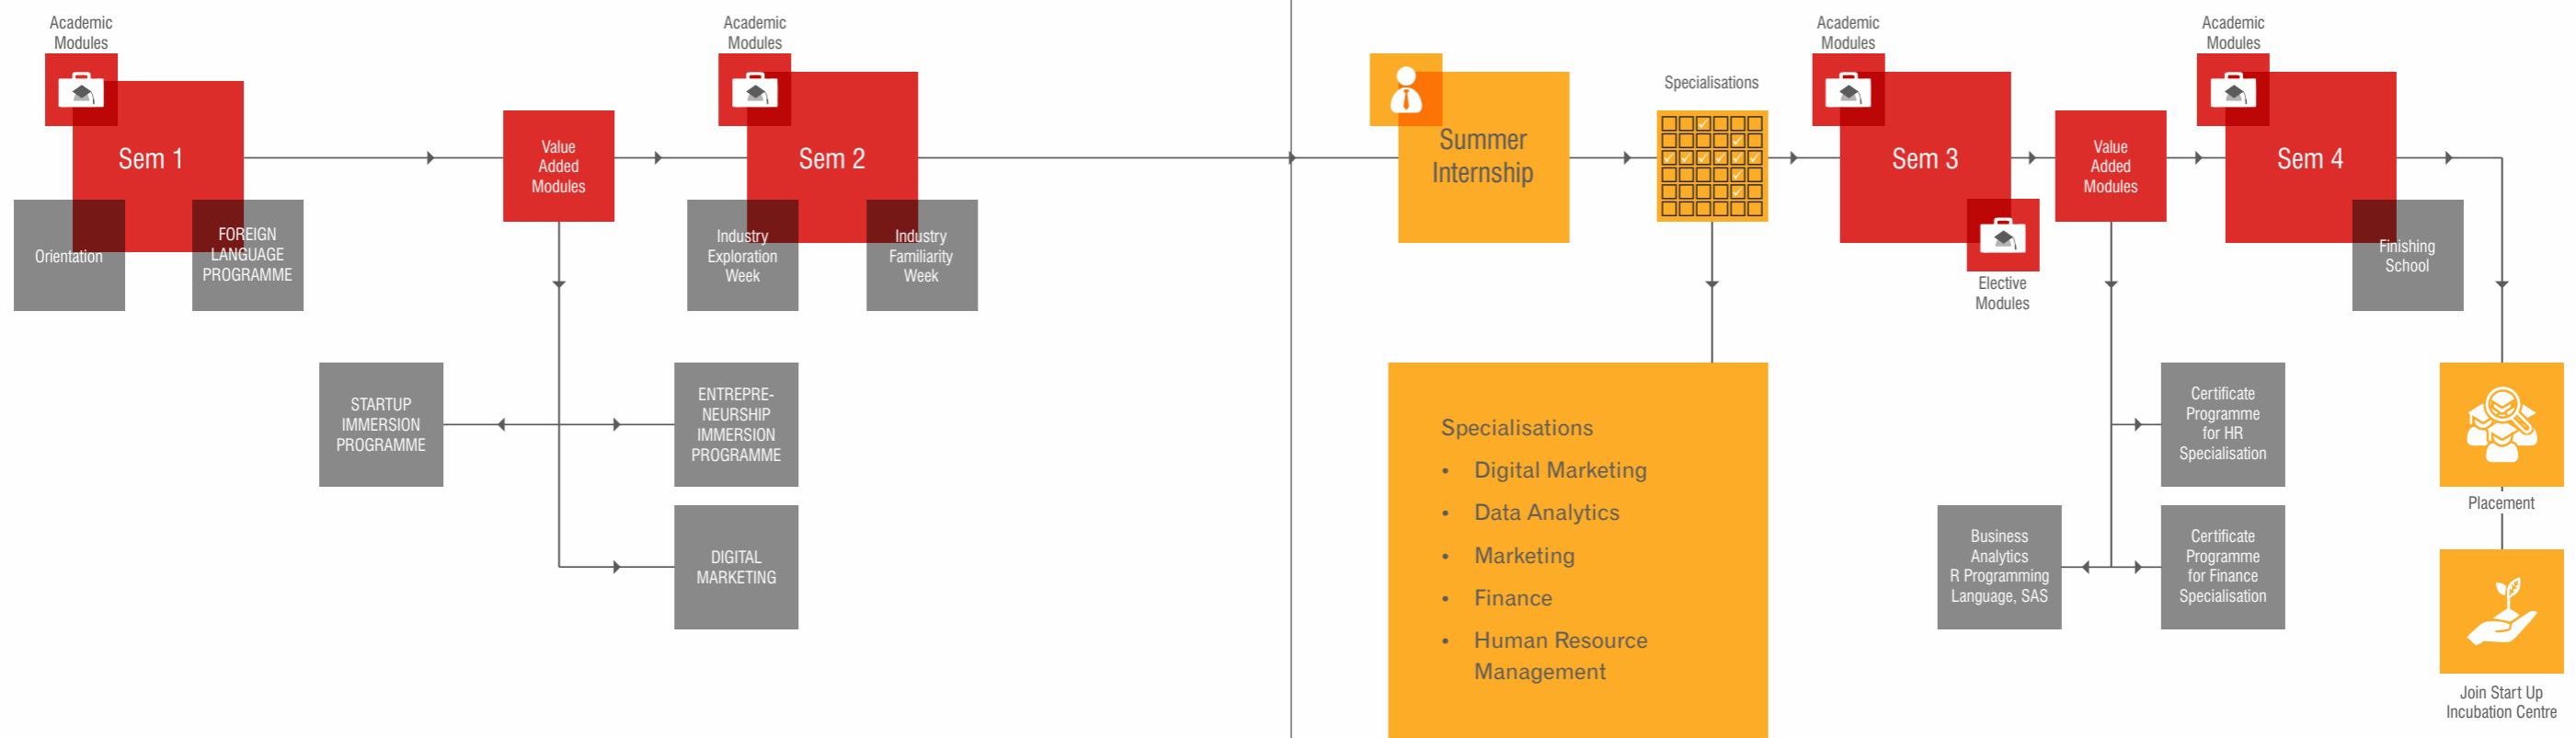 Academic
Modules
Sem 1
Orientation
FOREIGN
LANGUAGE
PROGRAMME
Value
Added
Modules
STARTUP
IMMERSION
PROGRAMME
ENTREPRE-
NEURSHIP
IMMERSION
PROGRAMME
DIGITAL
MARKETING
Academic
Modules
Sem 2
Industry
Exploration
Week
Industry
Familiarity
Week
Summer
Internship
Specialisations
Specialisations
• Digital Marketing
• Data Analytics
• Marketing
• Finance
• Human Resource
Management
Academic
Modules
Sem 3
Elective
Modules
Value
Added
Modules
Certificate
Programme
for HR
Specialisation
Business
Analytics
R Programming
Language, SAS
Certificate
Programme
for Finance
Specialisation
Academic
Modules
Sem 4
Finishing
School
Placement
Join Start Up
Incubation Centre